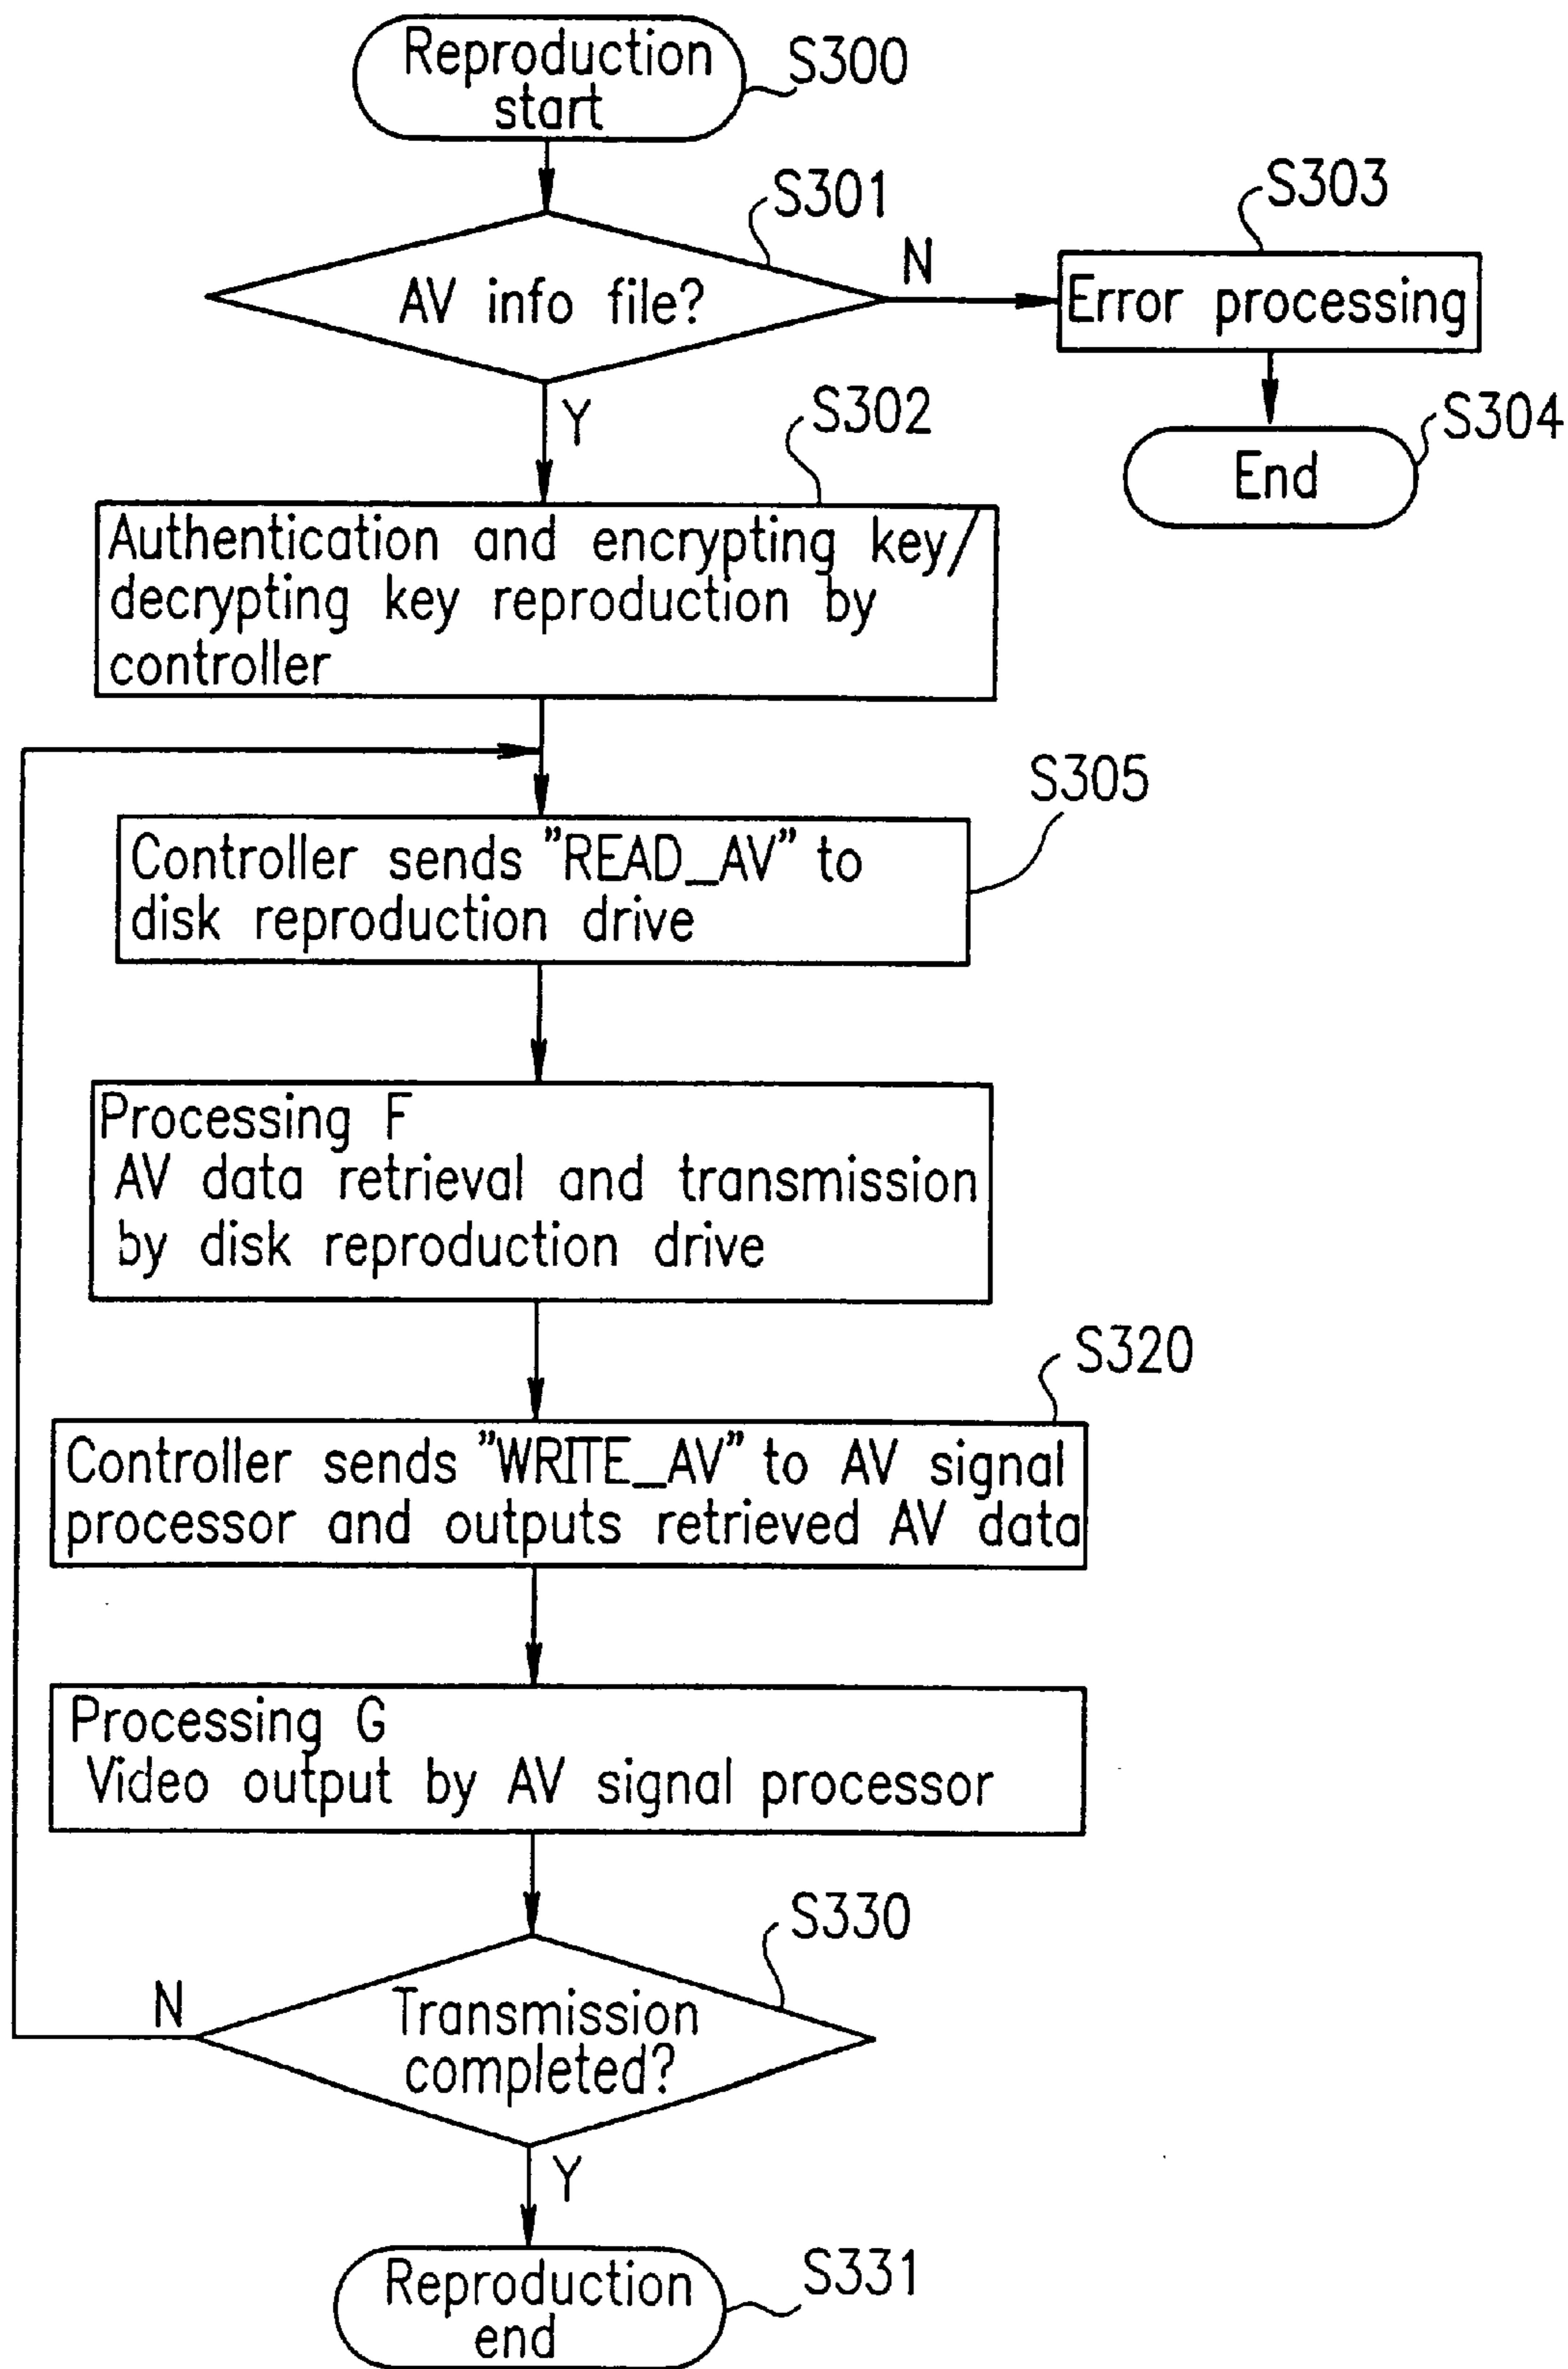 Reproduction
start
S300
S301
AV info file?
N
S303
Error processing
S304
End
Y
S302
Authentication and encrypting key/
decrypting key reproduction by
controller
S305
Controller sends "READ_AV" to
disk reproduction drive
Processing F
AV data retrieval and transmission
by disk reproduction drive
S320
Controller sends "WRITE_AV" to AV signal
processor and outputs retrieved AV data
Processing G
Video output by AV signal processor
S330
N
Transmission
completed?
Y
Reproduction
end
S331